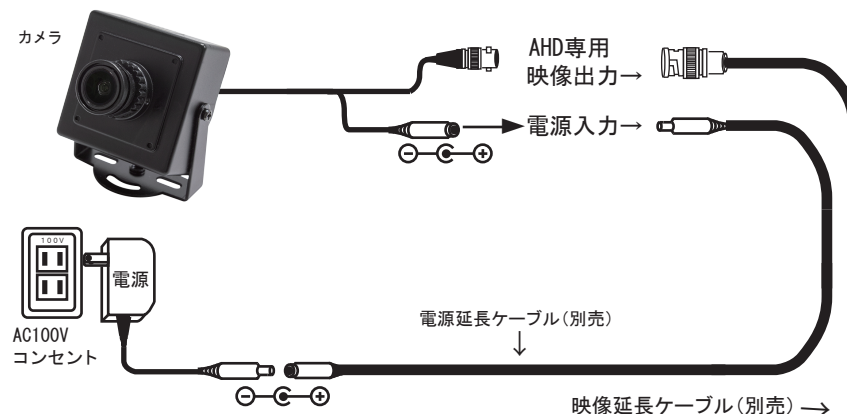 カメラ
AHD専用
映像出力→
電源入力→
100V
電源
AC100V
コンセント
電源延長ケーブル(別売)
↓
映像延長ケーブル(別売)→